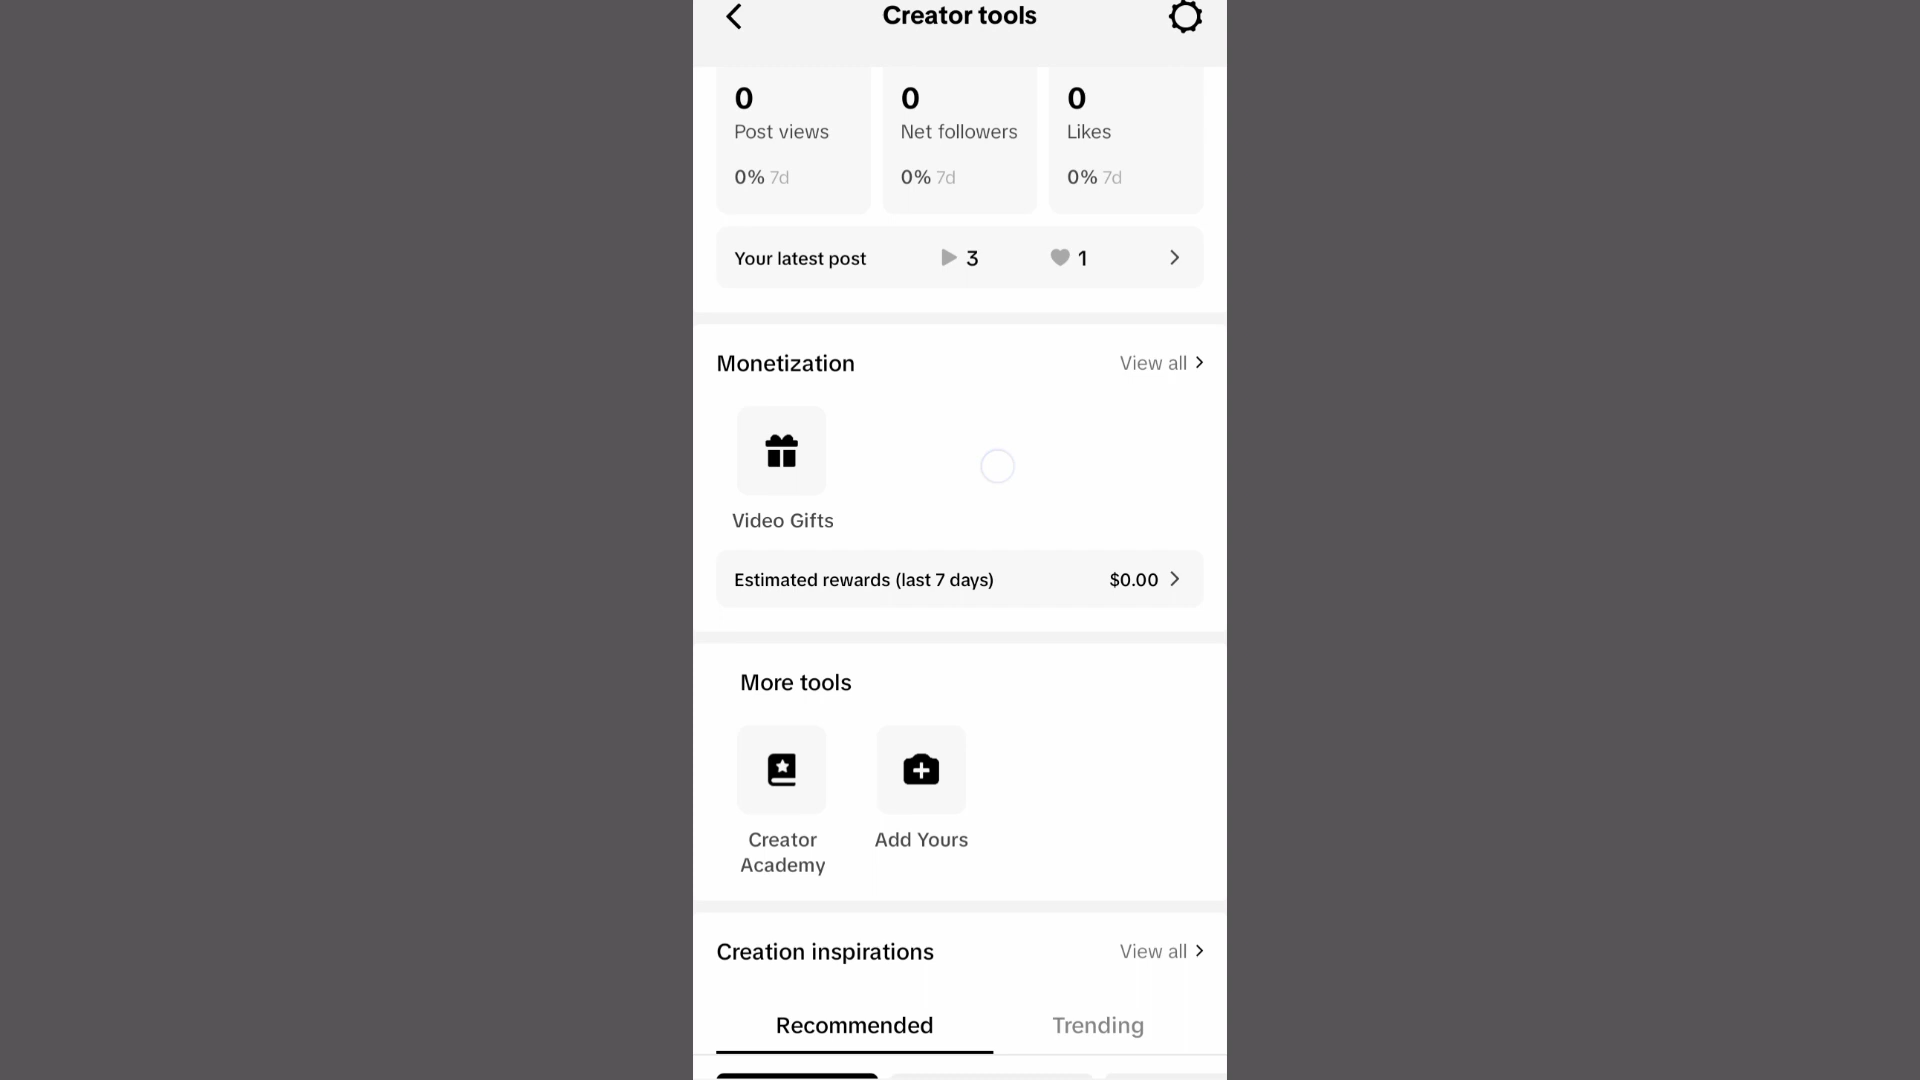 Creator tools
0 0 0
Post views Net followers Likes
0% 7d 0% 7d 0% 7d
Your latest post 3 1
Monetization View all
Video Gifts
Estimated rewards (last 7 days) $0.00
More tools
Creator Academy
Add Yours
Creation inspirations View all
Recommended Trending